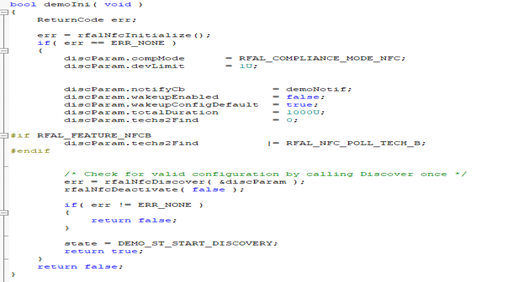 bool demoIni( void )
{
ReturnCode err;
err = rfalNfcInitialize();
if( err == ERR_NONE )
{
discParam.compMode = RFAL_COMPLIANCE_MODE_NFC;
discParam.devLimit = 1U;
discParam.notifyCb = demoNotif;
discParam.wakeupEnabled = false;
discParam.wakeupConfigDefault = true;
discParam.totalDuration = 1000U;
discParam.techs2Find = 0;
#if RFAL_FEATURE_NFCB
discParam.techs2Find |= RFAL_NFC_POLL_TECH_B;
#endif
/* Check for valid configuration by calling Discover once */
err = rfalNfcDiscover( &discParam );
rfalNfcDeactivate( false );
if( err != ERR_NONE )
{
return false;
}
state = DEMO_ST_START_DISCOVERY;
return true;
}
return false;
}